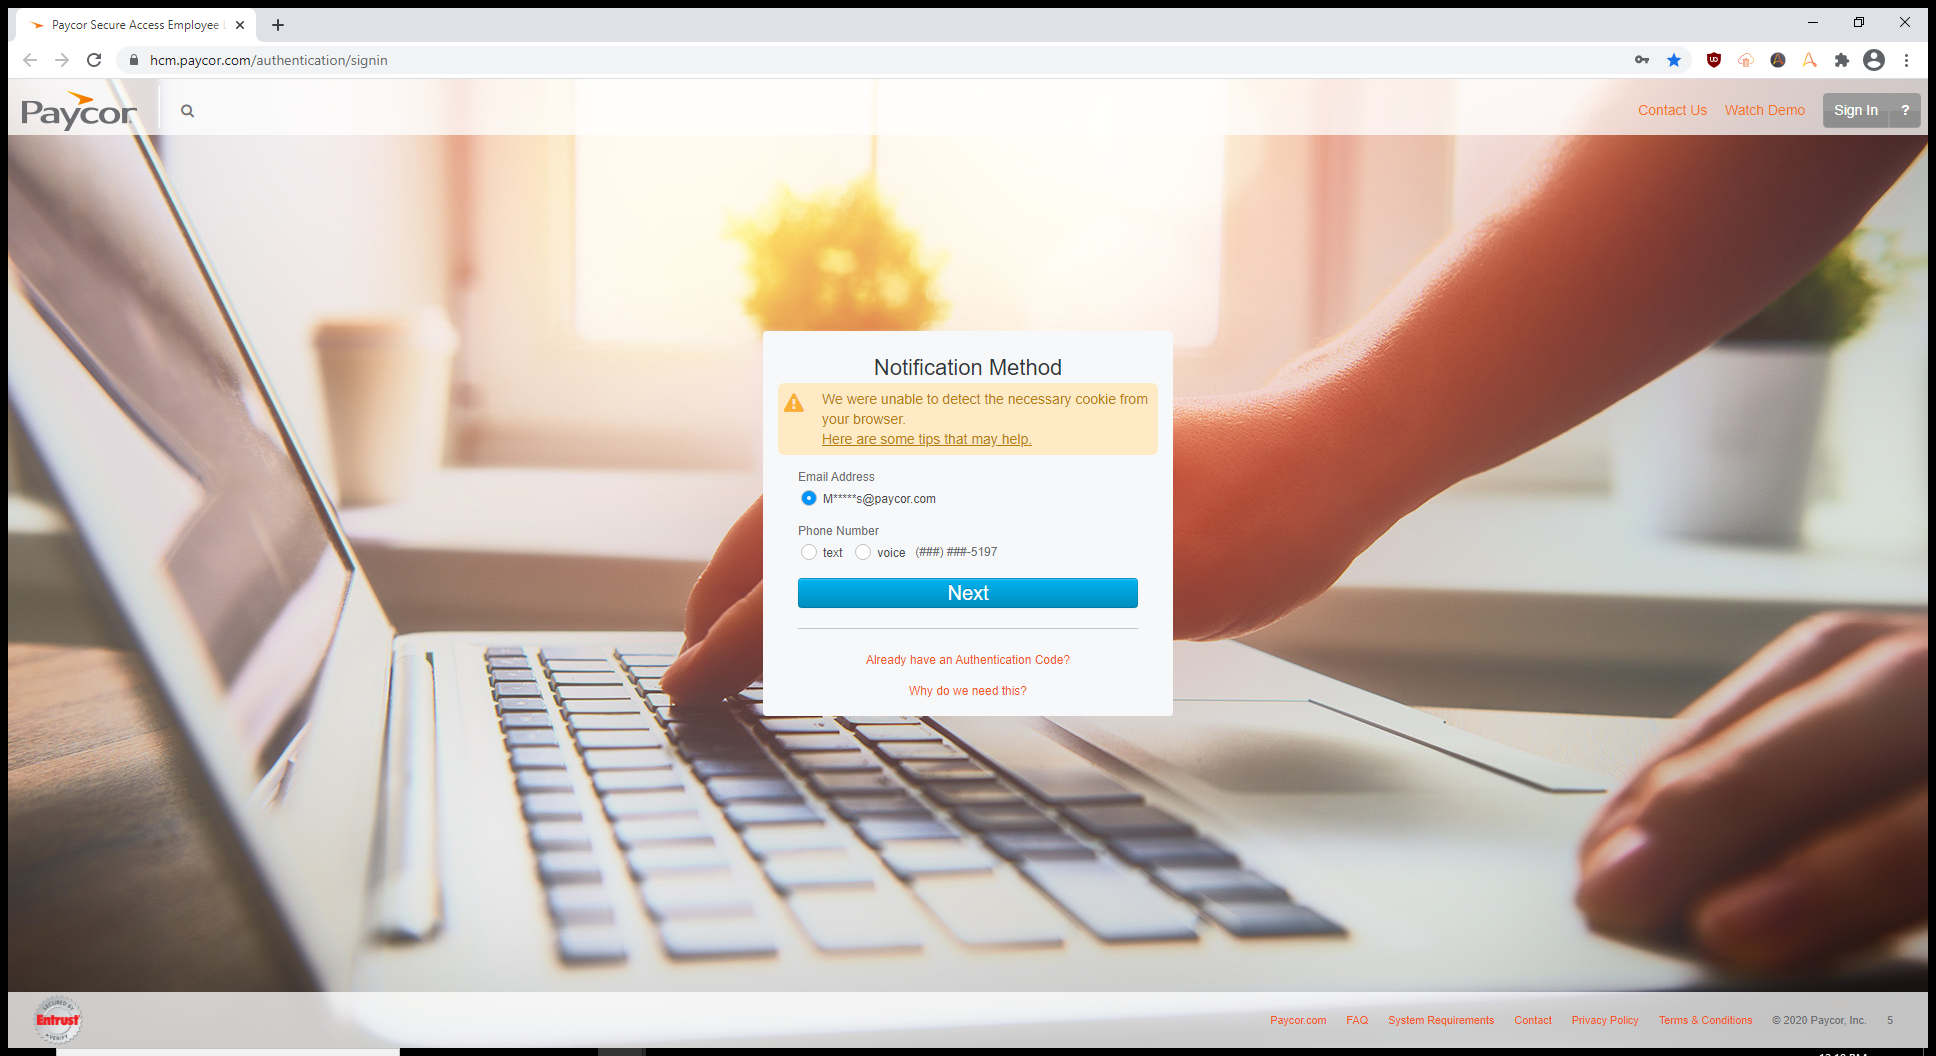 Paycor Secure Access Employee
hcm.paycor.com/authentication/signin
Paycor
Contact Us
Watch Demo
Sign In
?
Notification Method
We were unable to detect the necessary cookie from
your browser.
Here are some tips that may help.
Email Address
M*****s@paycor.com
Phone Number
text voice (###) ###-5197
Next
Already have an Authentication Code?
Why do we need this?
SECURED BY
Entrust
VERIFY
Paycor.com FAQ System Requirements Contact Privacy Policy Terms & Conditions © 2020 Paycor, Inc. 5